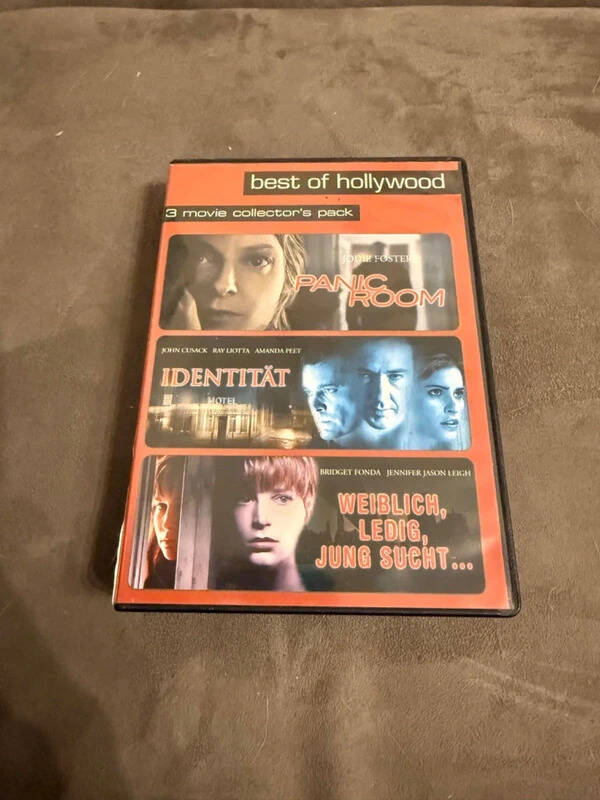 best of hollywood
3 movie collector's pack
JODIE FOSTER
PANIC
ROOM
JOHN CUSACK RAY LIOTTA AMANDA PEET
IDENTITÄT
MOTEL
BRIDGET FONDA JENNIFER JASON LEIGH
WEIBLICH,
LEDIG,
JUNG SUCHT...